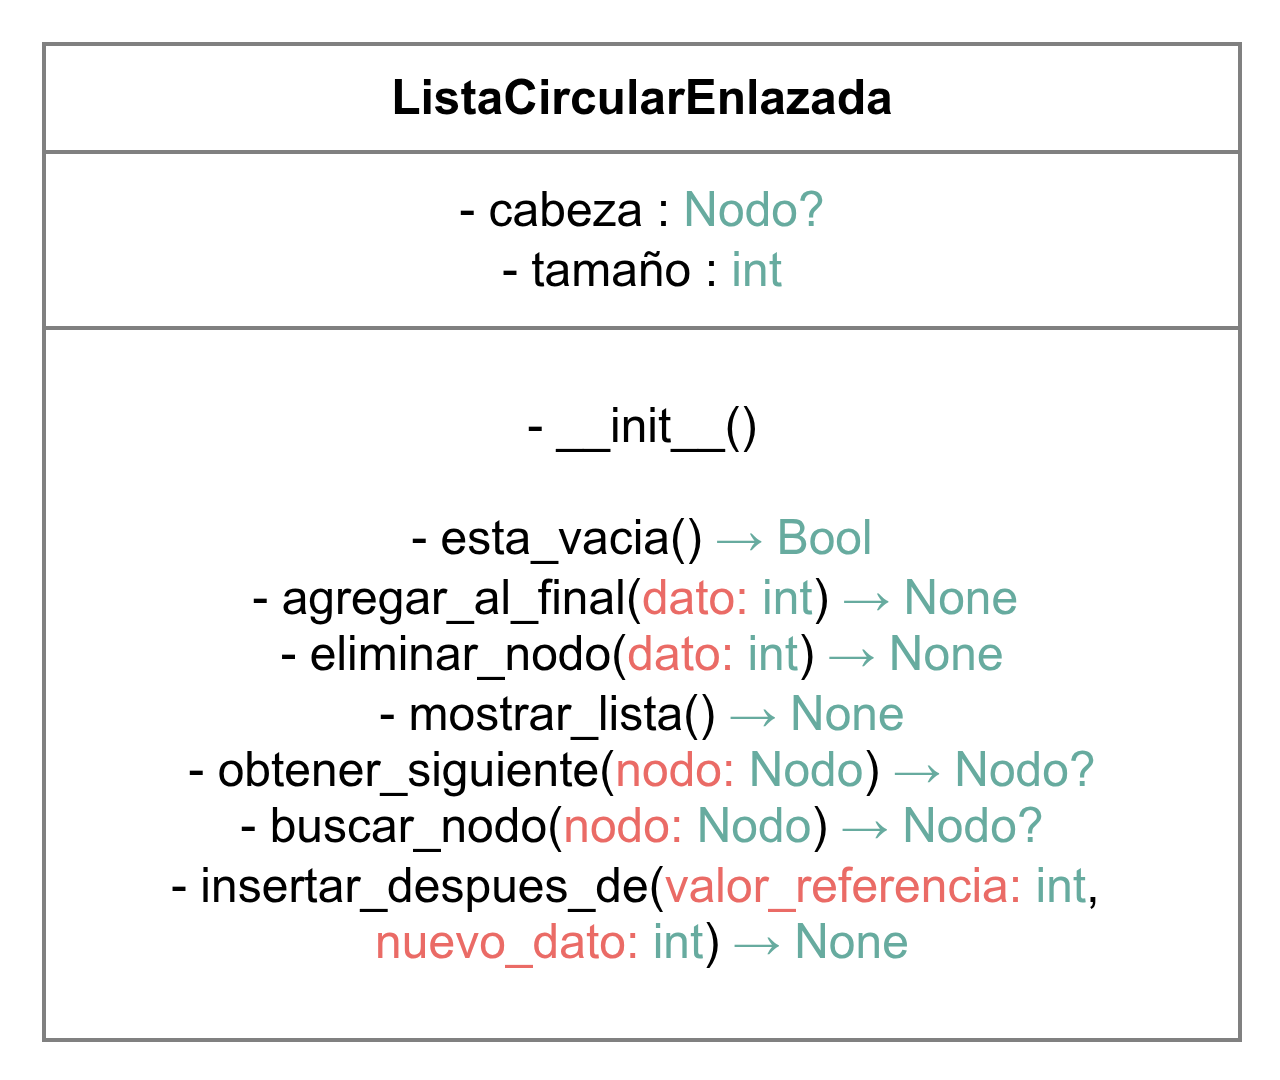 ListaCircularEnlazada
- cabeza : Nodo?
- tamaño : int
- __init__()
- esta_vacia() → Bool
- agregar_al_final(dato: int) → None
- eliminar_nodo(dato: int) → None
- mostrar_lista() → None
- obtener_siguiente(nodo: Nodo) → Nodo?
- buscar_nodo(nodo: Nodo) → Nodo?
- insertar_despues_de(valor_referencia: int,
nuevo_dato: int) → None